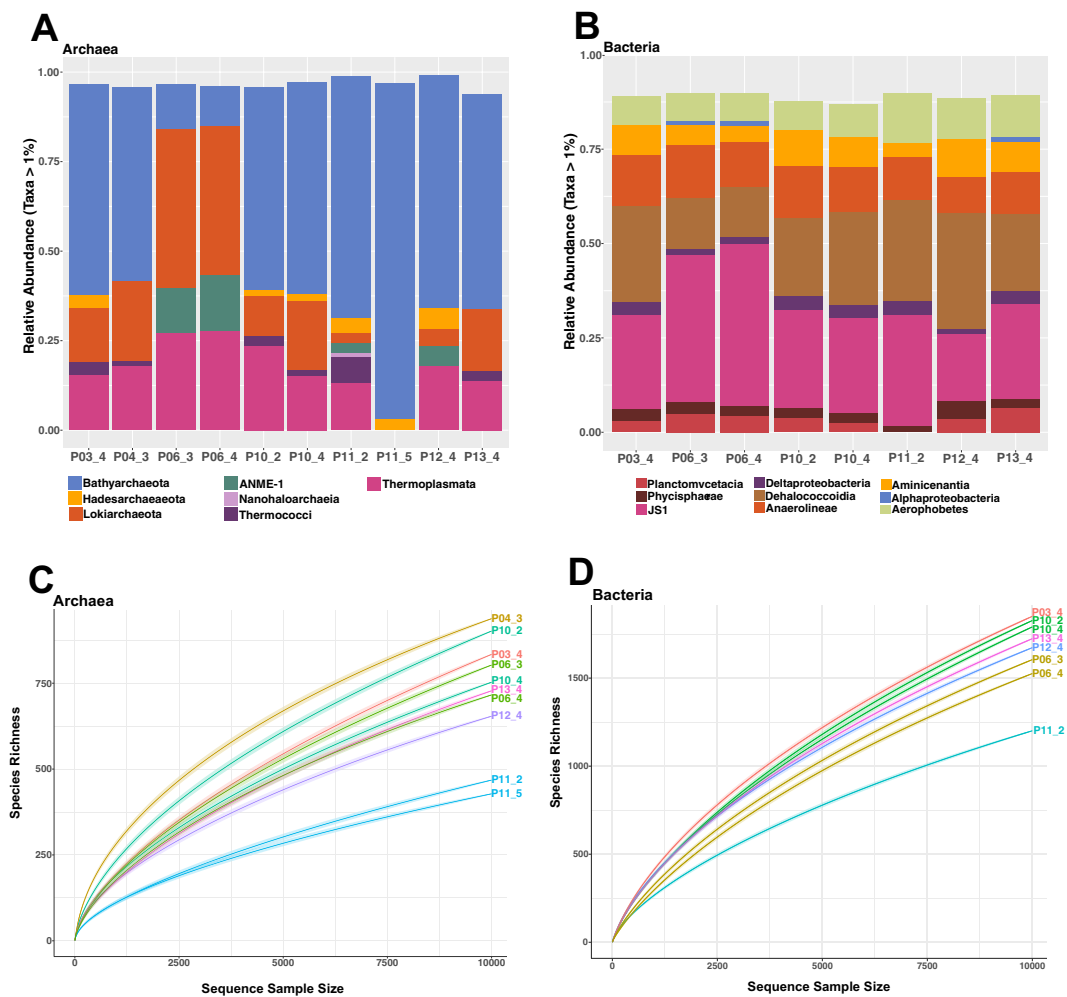 A
Archaea
Relative Abundance (Taxa > 1%)
1.00
0.75
0.50
0.25
0.00
P03_4 P04_3 P06_3 P06_4 P10_2 P10_4 P11_2 P11_5 P12_4 P13_4
Bathyarchaeota ANME-1 Thermoplasmata
Hadesarchaeaeota Nanohaloarchaeia
Lokiarchaeota Thermococci
B
Bacteria
Relative Abundance (Taxa > 1%)
1.00
0.75
0.50
0.25
0.00
P03_4 P06_3 P06_4 P10_2 P10_4 P11_2 P12_4 P13_4
Planctomvcetacia Deltaproteobacteria Aminicenantia
Phycisphaerae Dehalococcoidia Alphaproteobacteria
JS1 Anaerolineae Aerophobetes
C
Archaea
Species Richness
750
500
250
0
P04_3
P10_2
P03_4
P06_3
P10_4
P13_4
P06_4
P12_4
P11_2
P11_5
0 2500 5000 7500 10000
Sequence Sample Size
D
Bacteria
Species Richness
1500
1000
500
0
P03_4
P10_2
P10_4
P13_4
P12_4
P06_3
P06_4
P11_2
0 2500 5000 7500 10000
Sequence Sample Size